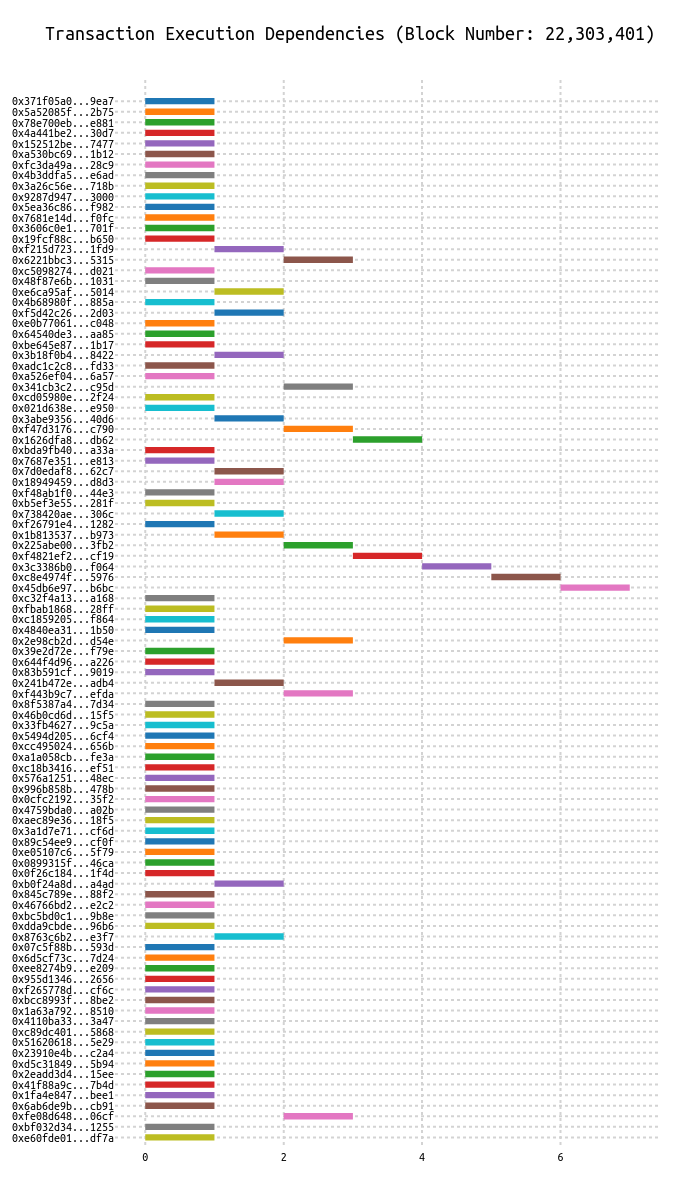 Transaction Execution Dependencies (Block Number: 22,303,401)
0x371f05a0...9ea7
0x5a52085f...2b75
0x78e700eb...e881
0x4a441be2...30d7
0x152512be...7477
0xa530bc69...1b12
0xfc3da49a...28c9
0x4b3ddfa5...e6ad
0x3a26c56e...718b
0x9287d947...3000
0x5ea36c86...f982
0x7681e14d...f0fc
0x3606c0e1...701f
0x19fcf88c...b650
0xf215d723...1fd9
0x6221bbc3...5315
0xc5098274...d021
0x48f87e6b...1031
0xe6ca95af...5014
0x4b68980f...885a
0xf5d42c26...2d03
0xe0b77061...c048
0x64540de3...aa85
0xbe645e87...1b17
0x3b18f0b4...8422
0xadc1c2c8...fd33
0xa526ef04...6a57
0x341cb3c2...c95d
0xcd05980e...2f24
0x021d638e...e950
0x3abe9356...40d6
0xf47d3176...c790
0x1626dfa8...db62
0xbda9fb40...a33a
0x7687e351...e813
0x7d0edaf8...62c7
0x18949459...d8d3
0xf48ab1f0...44e3
0xb5ef3e55...281f
0x738420ae...306c
0xf26791e4...1282
0x1b813537...b973
0x225abe00...3fb2
0xf4821ef2...cf19
0x3c3386b0...f064
0xc8e4974f...5976
0x45db6e97...b6bc
0xc32f4a13...a168
0xfbab1868...28ff
0xc1859205...f864
0x4840ea31...1b50
0x2e98cb2d...d54e
0x39e2d72e...f79e
0x644f4d96...a226
0x83b591cf...9019
0x241b472e...adb4
0xf443b9c7...efda
0x8f5387a4...7d34
0x46b0cd6d...15f5
0x33fb4627...9c5a
0x5494d205...6cf4
0xcc495024...656b
0xa1a058cb...fe3a
0xc18b3416...ef51
0x576a1251...48ec
0x996b858b...478b
0x0cfc2192...35f2
0x4759bda0...a02b
0xaec89e36...18f5
0x3a1d7e71...cf6d
0x89c54ee9...cf0f
0xe05107c6...5f79
0x0899315f...46ca
0x0f26c184...1f4d
0xb0f24a8d...a4ad
0x845c789e...88f2
0x46766bd2...e2c2
0xbc5bd0c1...9b8e
0xdda9cbde...96b6
0x8763c6b2...e3f7
0x07c5f88b...593d
0x6d5cf73c...7d24
0xee8274b9...e209
0x955d1346...2656
0xf265778d...cf6c
0xbcc8993f...8be2
0x1a63a792...8510
0x4110ba33...3a47
0xc89dc401...5868
0x51620618...5e29
0x23910e4b...c2a4
0xd5c31849...5b94
0x2eadd3d4...15ee
0x41f88a9c...7b4d
0x1fa4e847...bee1
0x6ab6de9b...cb91
0xfe08d648...06cf
0xbf032d34...1255
0xe60fde01...df7a
0 2 4 6